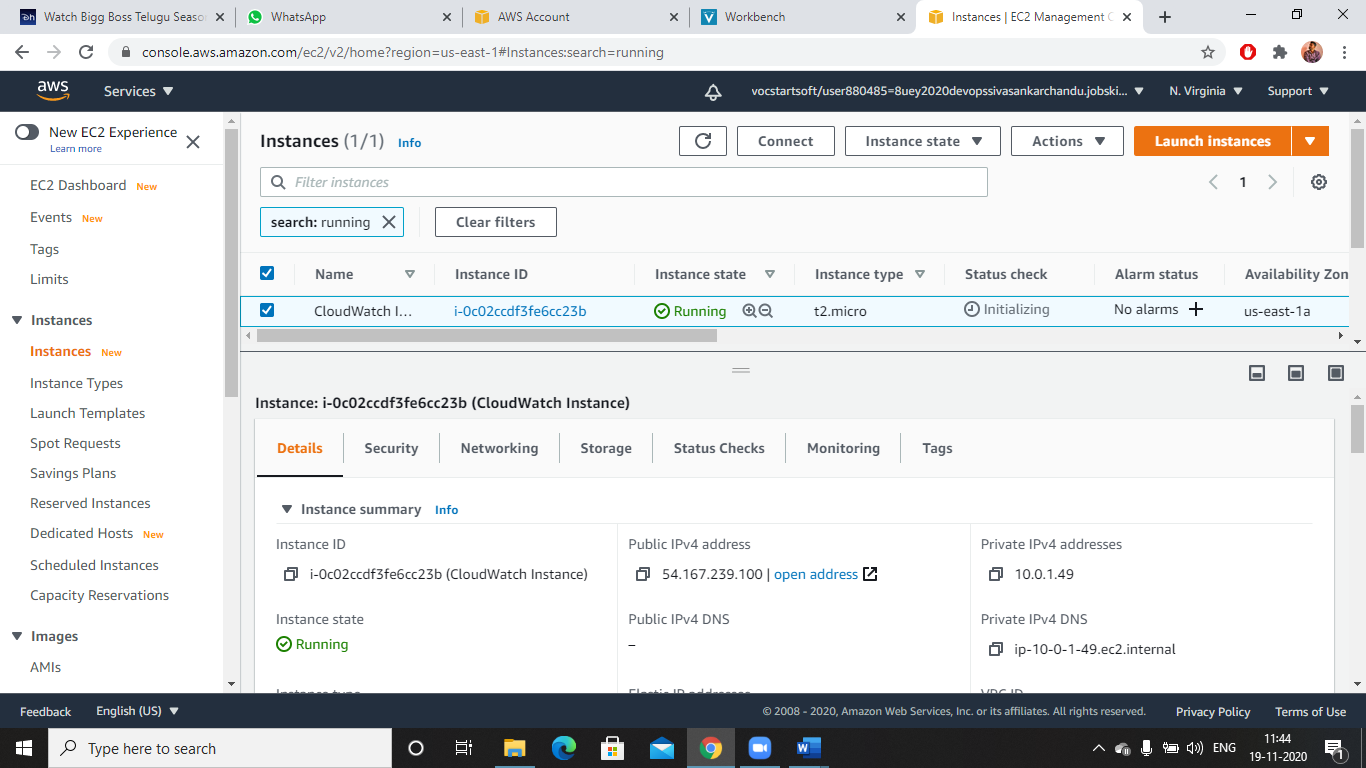 Watch Bigg Boss Telugu Seaso
WhatsApp
AWS Account
Workbench
Instances | EC2 Management C
console.aws.amazon.com/ec2/v2/home?region=us-east-1#Instances:search=running
aws Services vocstartsoft/user880485=8uey2020devopssivasankarchandu.jobski... N. Virginia Support
New EC2 Experience
Learn more
EC2 Dashboard New
Events New
Tags
Limits
Instances
Instances New
Instance Types
Launch Templates
Spot Requests
Savings Plans
Reserved Instances
Dedicated Hosts New
Scheduled Instances
Capacity Reservations
Images
AMIs
Instances (1/1) Info Connect Instance state Actions Launch instances
Filter instances 1
search: running Clear filters
Name Instance ID Instance state Instance type Status check Alarm status Availability Zon
CloudWatch I... i-0c02ccdf3fe6cc23b Running t2.micro Initializing No alarms us-east-1a
Instance: i-0c02ccdf3fe6cc23b (CloudWatch Instance)
Details Security Networking Storage Status Checks Monitoring Tags
Instance summary Info
Instance ID Public IPv4 address Private IPv4 addresses
i-0c02ccdf3fe6cc23b (CloudWatch Instance) 54.167.239.100 | open address 10.0.1.49
Instance state Public IPv4 DNS Private IPv4 DNS
Running – ip-10-0-1-49.ec2.internal
Instance type Elastic IP addresses VPC ID
Feedback English (US) © 2008 - 2020, Amazon Web Services, Inc. or its affiliates. All rights reserved. Privacy Policy Terms of Use
Type here to search ENG 11:44
19-11-2020 1